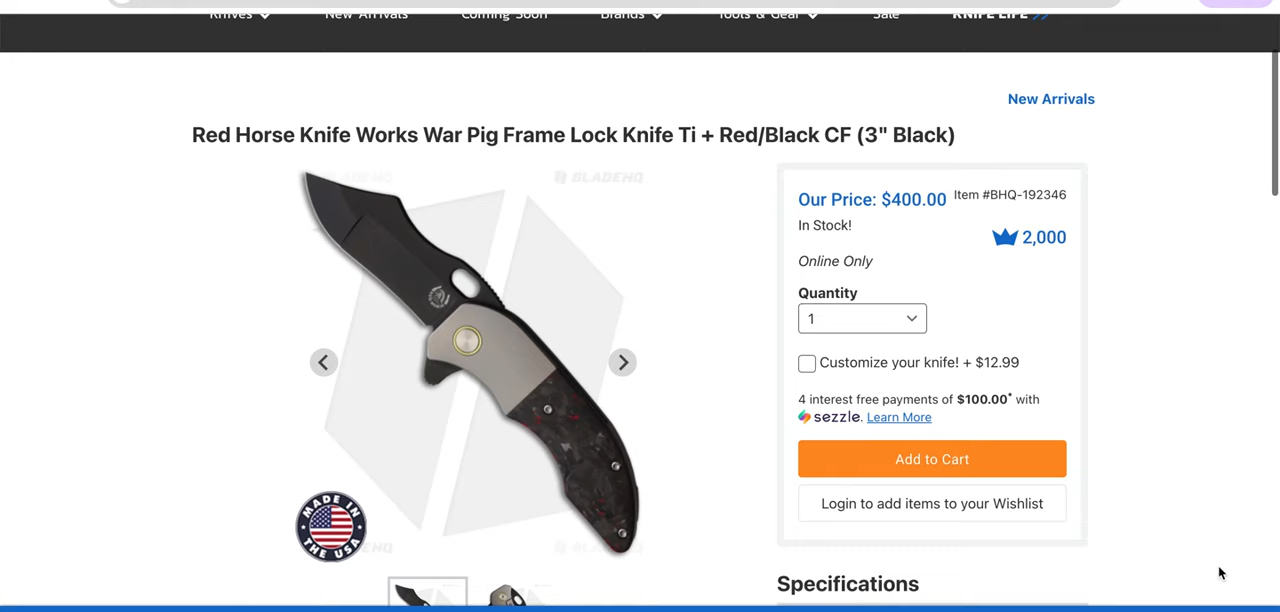 Knives New Arrivals Coming Soon Brands Tools & Gear Sale KNIFE LIFE
New Arrivals
Red Horse Knife Works War Pig Frame Lock Knife Ti + Red/Black CF (3" Black)
BLADEHQ
MADE IN
THE USA
BLADEHQ
Our Price: $400.00 Item #BHQ-192346
In Stock!
2,000
Online Only
Quantity
1
Customize your knife! + $12.99
4 interest free payments of $100.00* with
sezzle. Learn More
Add to Cart
Login to add items to your Wishlist
Specifications